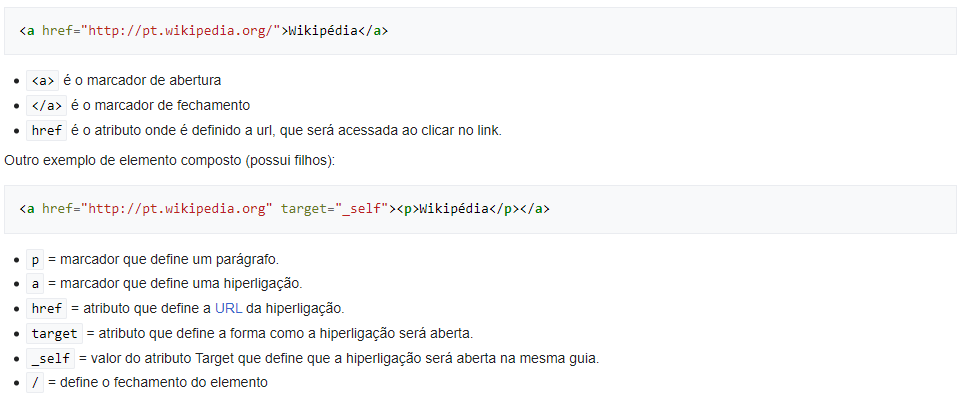 <a href="http://pt.wikipedia.org/">Wikipédia</a>
• <a> é o marcador de abertura
• </a> é o marcador de fechamento
• href é o atributo onde é definido a url, que será acessada ao clicar no link.
Outro exemplo de elemento composto (possui filhos):
<a href="http://pt.wikipedia.org" target="_self"><p>Wikipédia</p></a>
• p = marcador que define um parágrafo.
• a = marcador que define uma hiperligação.
• href = atributo que define a URL da hiperligação.
• target = atributo que define a forma como a hiperligação será aberta.
• _self = valor do atributo Target que define que a hiperligação será aberta na mesma guia.
• / = define o fechamento do elemento